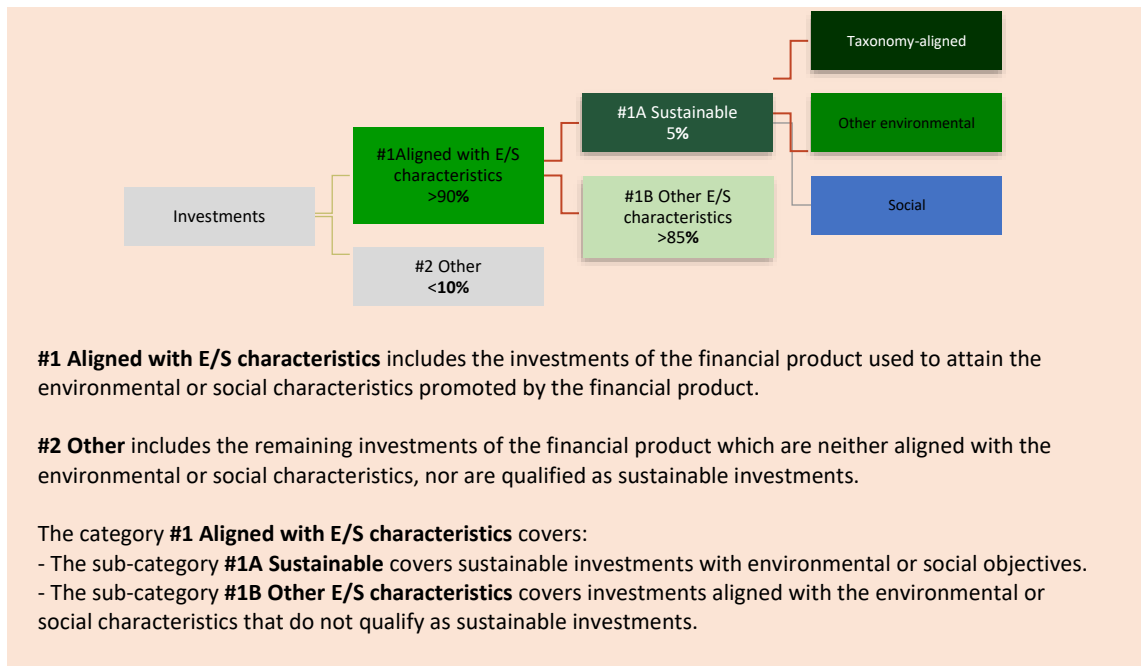 Taxonomy-aligned
#1A Sustainable
5%
Other environmental
#1Aligned with E/S
characteristics
>90%
#1B Other E/S
characteristics
>85%
Social
Investments
#2 Other
<10%
#1 Aligned with E/S characteristics includes the investments of the financial product used to attain the
environmental or social characteristics promoted by the financial product.
#2 Other includes the remaining investments of the financial product which are neither aligned with the
environmental or social characteristics, nor are qualified as sustainable investments.
The category #1 Aligned with E/S characteristics covers:
- The sub-category #1A Sustainable covers sustainable investments with environmental or social objectives.
- The sub-category #1B Other E/S characteristics covers investments aligned with the environmental or
social characteristics that do not qualify as sustainable investments.